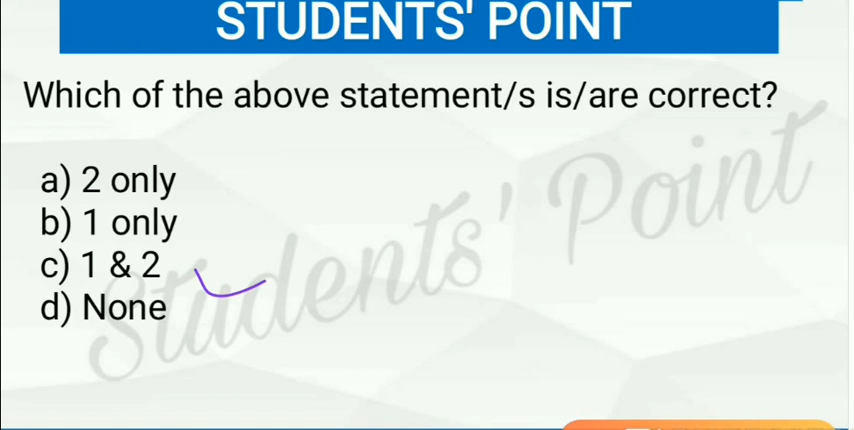 STUDENTS' POINT
Which of the above statement/s is/are correct?
a) 2 only
b) 1 only
c) 1 & 2
d) None
Students' Point